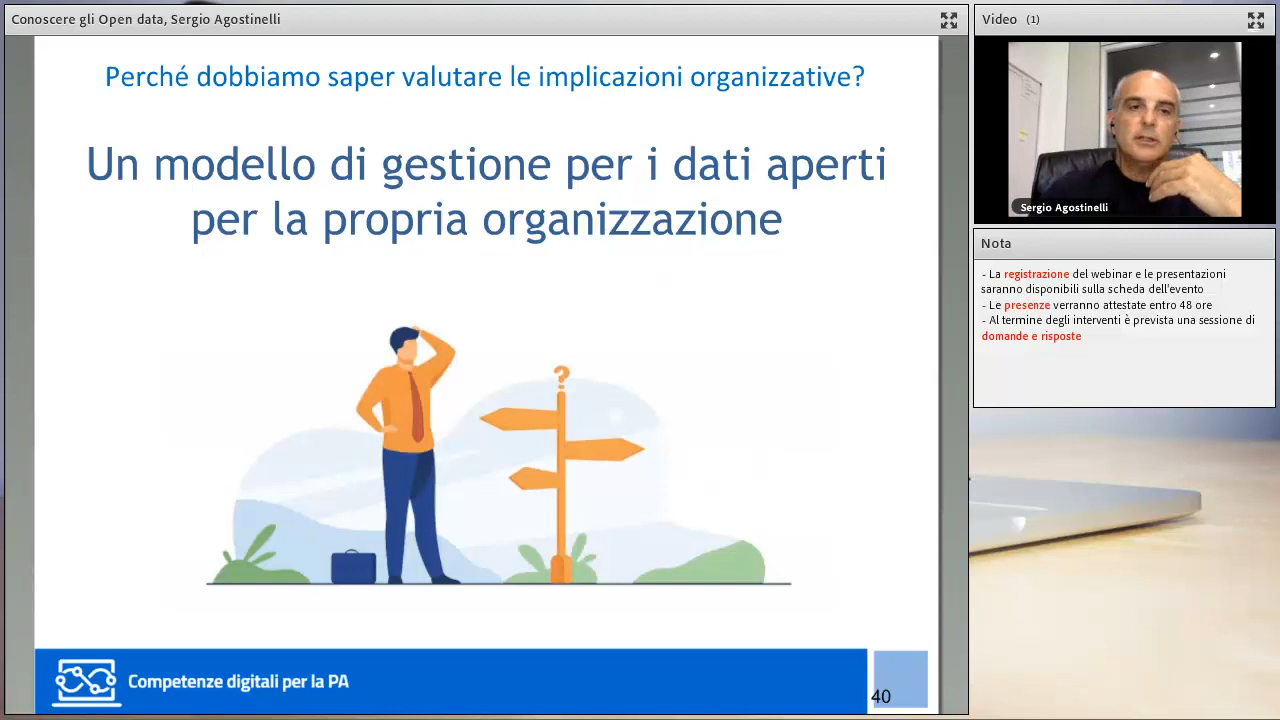 Conoscere gli Open data, Sergio Agostinelli
Perché dobbiamo saper valutare le implicazioni organizzative?
Un modello di gestione per i dati aperti
per la propria organizzazione
?
Competenze digitali per la PA
40
Video (1)
Sergio Agostinelli
Nota
- La registrazione del webinar e le presentazioni
saranno disponibili sulla scheda dell'evento
- Le presenze verranno attestate entro 48 ore
- Al termine degli interventi è prevista una sessione di
domande e risposte